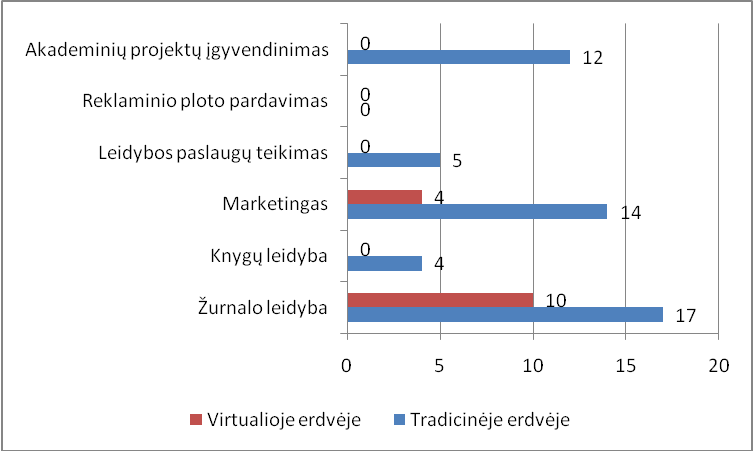 Akademinių projektų įgyvendinimas
0
12
Reklaminio ploto pardavimas
0
0
Leidybos paslaugų teikimas
0
5
Marketingas
4
14
Knygų leidyba
0
4
Žurnalo leidyba
10
17
0 5 10 15 20
Virtualioje erdvėje Tradicinėje erdvėje